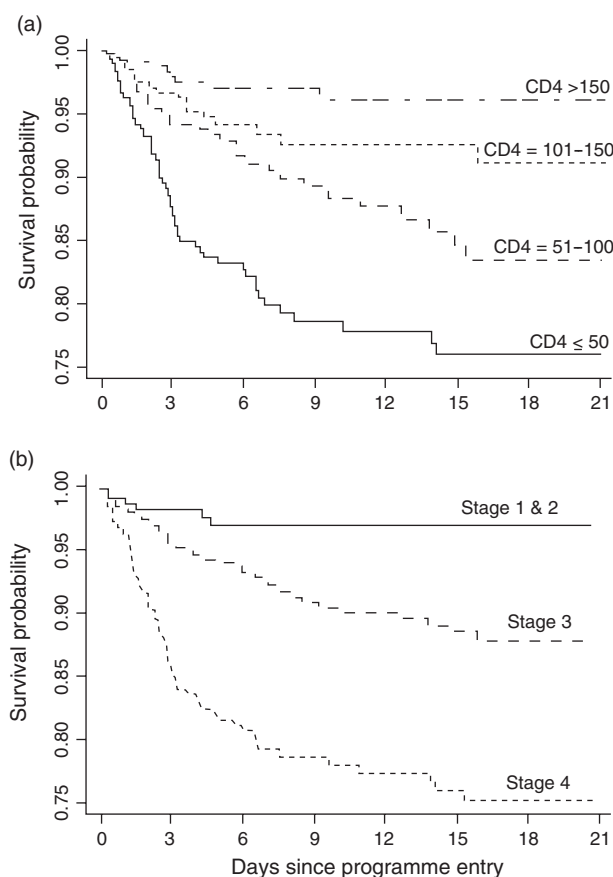 (a)
Survival probability
1.00
0.95
0.90
0.85
0.80
0.75
CD4 >150
CD4 = 101–150
CD4 = 51–100
CD4 ≤ 50
0 3 6 9 12 15 18 21
(b)
Survival probability
1.00
0.95
0.90
0.85
0.80
0.75
Stage 1 & 2
Stage 3
Stage 4
0 3 6 9 12 15 18 21
Days since programme entry